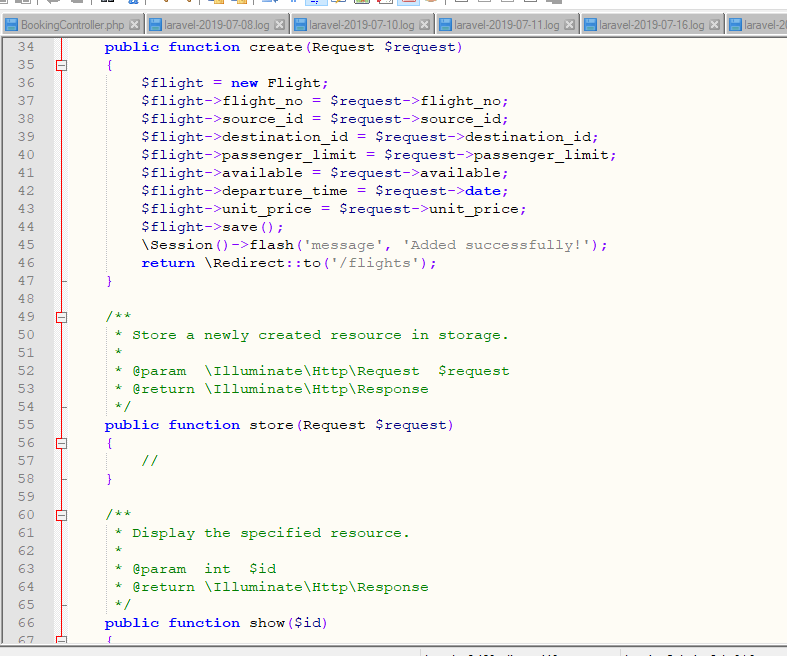 BookingController.php laravel-2019-07-08.log laravel-2019-07-10.log laravel-2019-07-11.log laravel-2019-07-16.log laravel-20
34 public function create(Request $request)
35 {
36 $flight = new Flight;
37 $flight->flight_no = $request->flight_no;
38 $flight->source_id = $request->source_id;
39 $flight->destination_id = $request->destination_id;
40 $flight->passenger_limit = $request->passenger_limit;
41 $flight->available = $request->available;
42 $flight->departure_time = $request->date;
43 $flight->unit_price = $request->unit_price;
44 $flight->save();
45 \Session()->flash('message', 'Added successfully!');
46 return \Redirect::to('/flights');
47 }
48
49 /**
50 * Store a newly created resource in storage.
51 *
52 * @param  \Illuminate\Http\Request  $request
53 * @return \Illuminate\Http\Response
54 */
55 public function store(Request $request)
56 {
57 //
58 }
59
60 /**
61 * Display the specified resource.
62 *
63 * @param  int  $id
64 * @return \Illuminate\Http\Response
65 */
66 public function show($id)
67 {